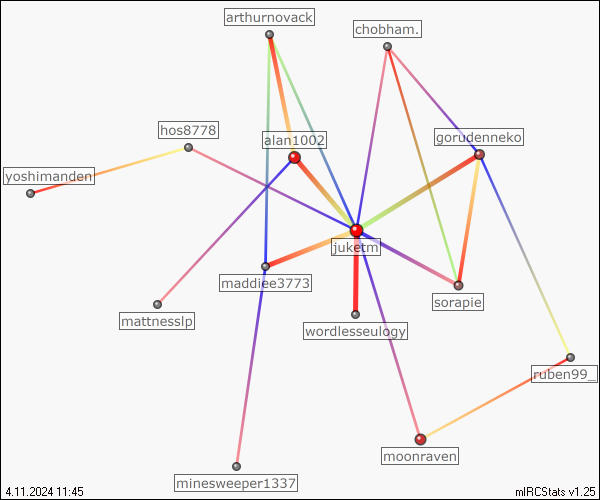 arthurnovack
chobham.
hos8778
alan1002
gorudenneko
yoshimanden
juketm
maddiee3773
sorapie
mattnesslp
wordlesseulogy
ruben99_
moonraven
minesweeper1337
4.11.2024 11:45
mIRCStats v1.25